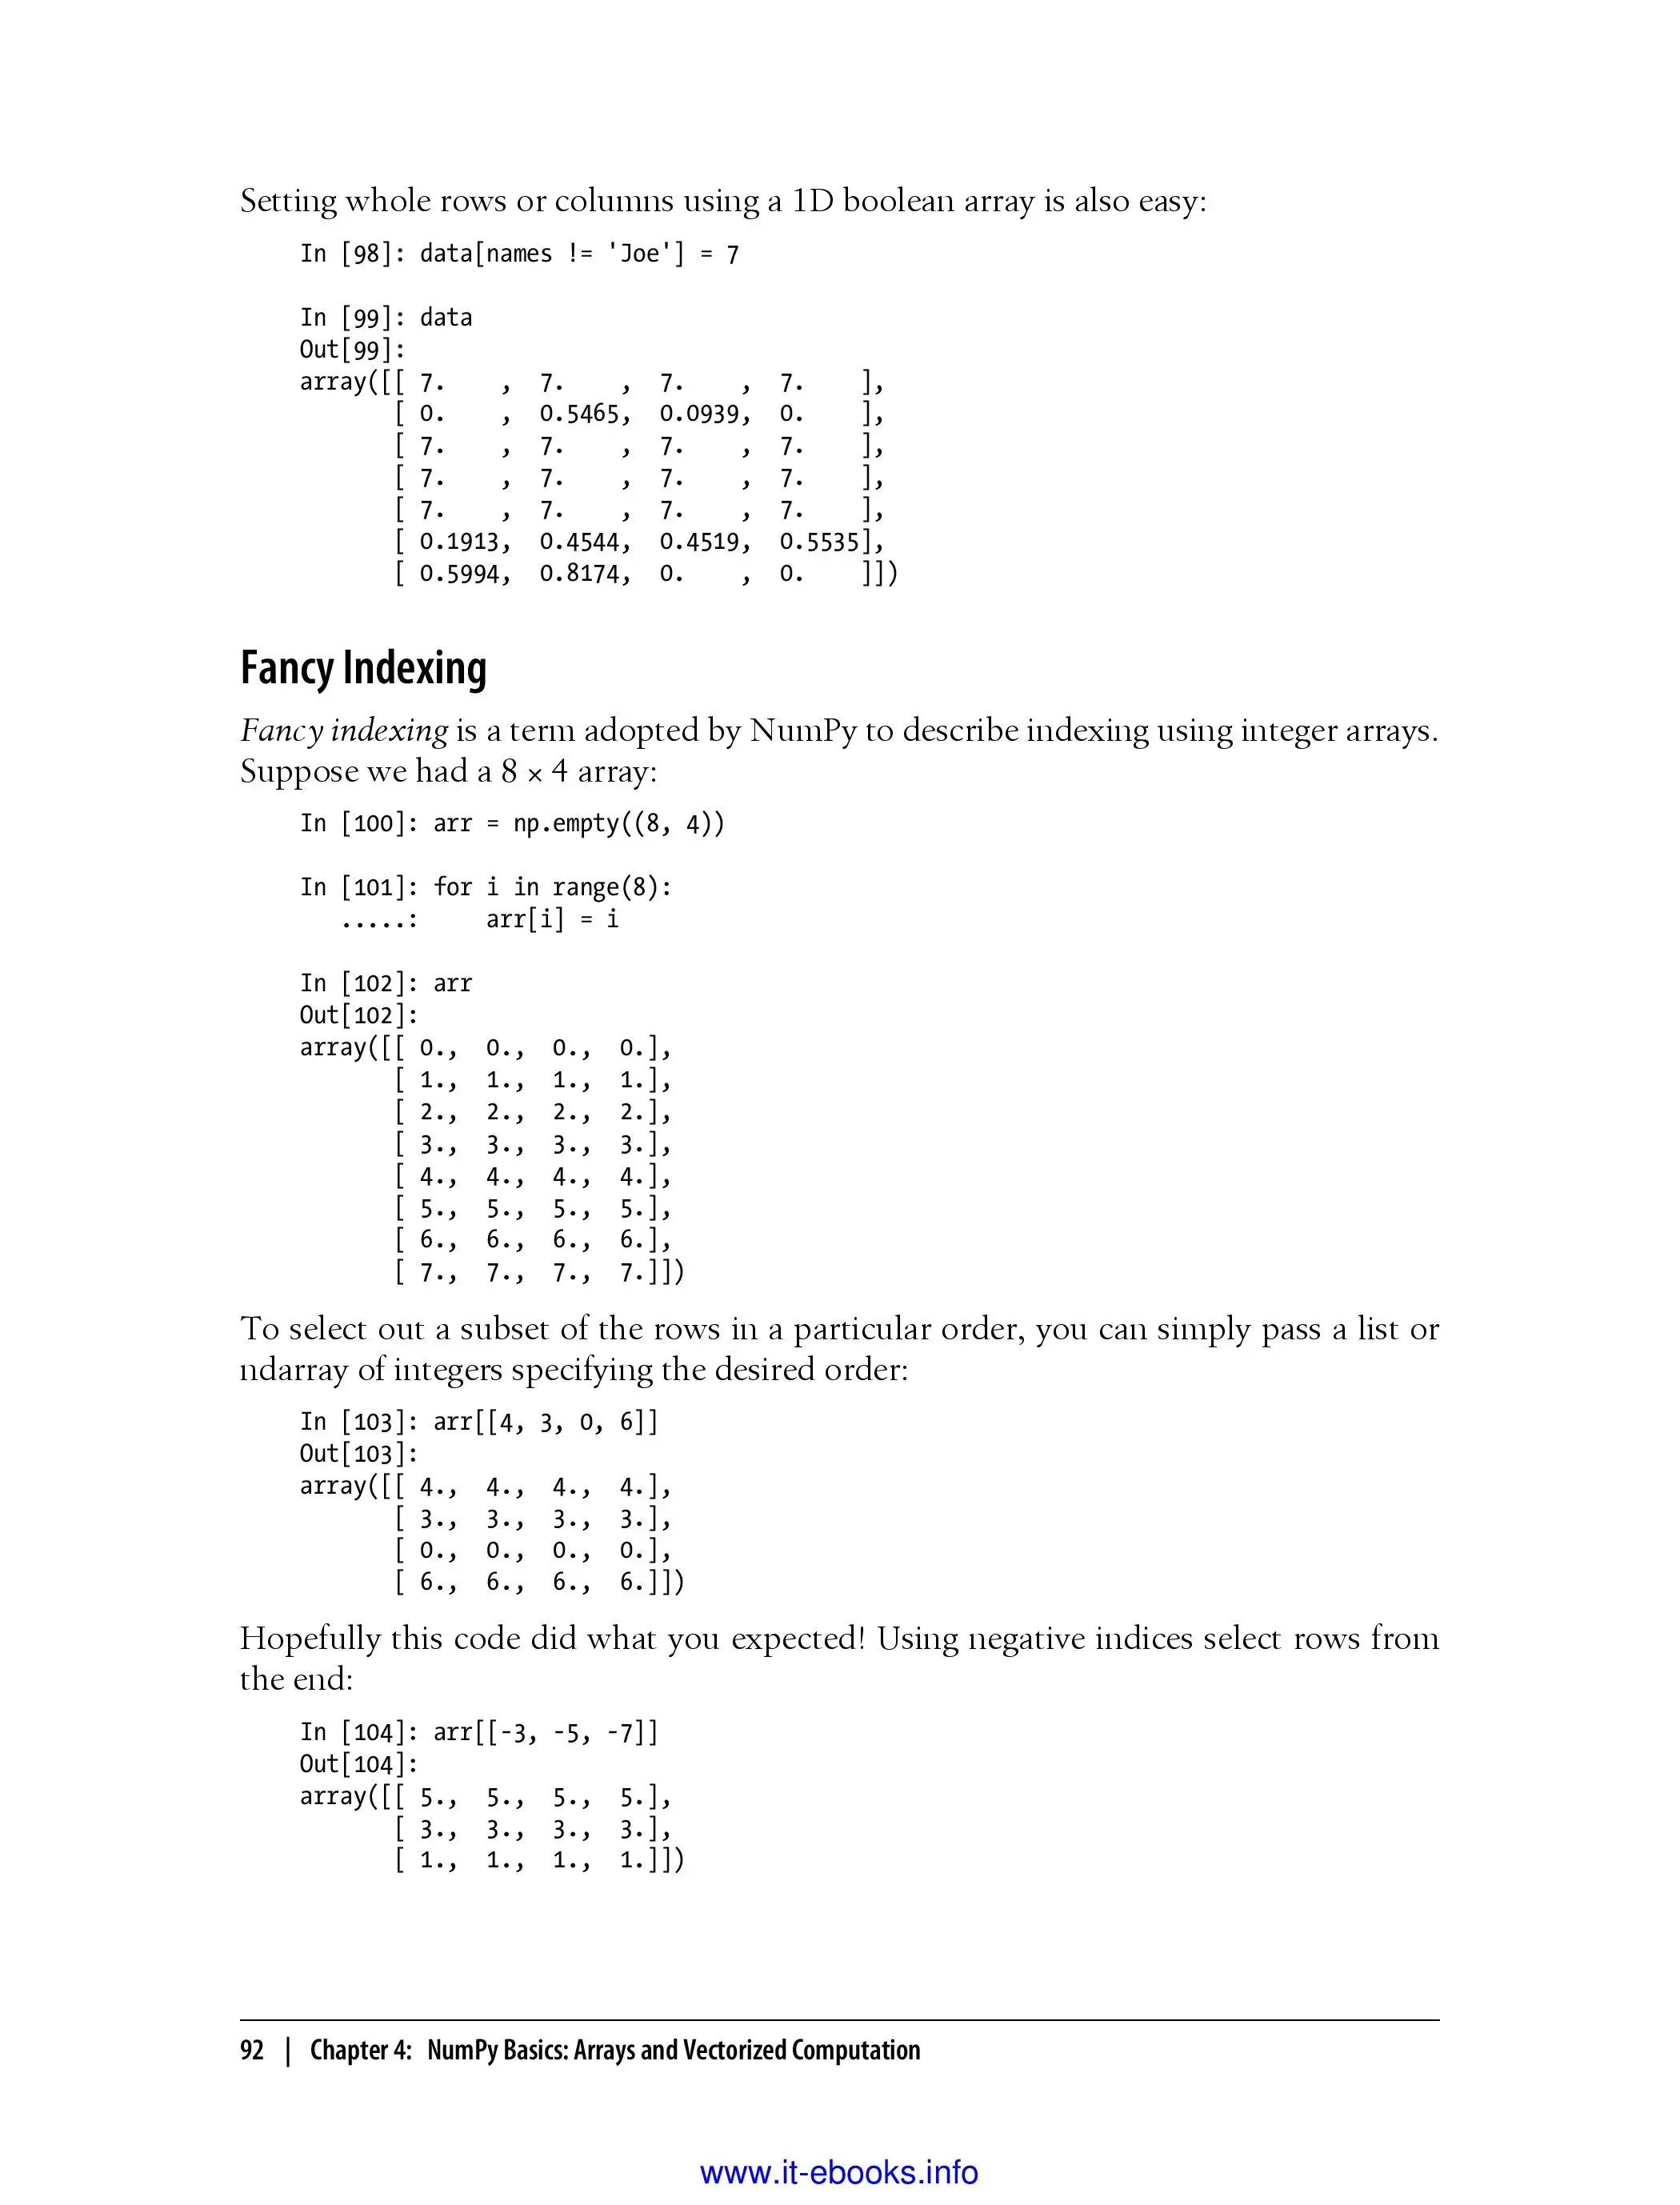 Setting whole rows or columns using a 1D boolean array is also easy:
In [98]: data[names != 'Joe'] = 7
In [99]: data
Out[99]:
array([[ 7.    ,  7.    ,  7.    ,  7.    ],
       [ 0.    ,  0.5465,  0.0939,  0.    ],
       [ 7.    ,  7.    ,  7.    ,  7.    ],
       [ 7.    ,  7.    ,  7.    ,  7.    ],
       [ 7.    ,  7.    ,  7.    ,  7.    ],
       [ 0.1913,  0.4544,  0.4519,  0.5535],
       [ 0.5994,  0.8174,  0.    ,  0.    ]])
Fancy Indexing
Fancy indexing is a term adopted by NumPy to describe indexing using integer arrays.
Suppose we had a 8 × 4 array:
In [100]: arr = np.empty((8, 4))
In [101]: for i in range(8):
   .....:     arr[i] = i
In [102]: arr
Out[102]:
array([[ 0.,  0.,  0.,  0.],
       [ 1.,  1.,  1.,  1.],
       [ 2.,  2.,  2.,  2.],
       [ 3.,  3.,  3.,  3.],
       [ 4.,  4.,  4.,  4.],
       [ 5.,  5.,  5.,  5.],
       [ 6.,  6.,  6.,  6.],
       [ 7.,  7.,  7.,  7.]])
To select out a subset of the rows in a particular order, you can simply pass a list or
ndarray of integers specifying the desired order:
In [103]: arr[[4, 3, 0, 6]]
Out[103]:
array([[ 4.,  4.,  4.,  4.],
       [ 3.,  3.,  3.,  3.],
       [ 0.,  0.,  0.,  0.],
       [ 6.,  6.,  6.,  6.]])
Hopefully this code did what you expected! Using negative indices select rows from
the end:
In [104]: arr[[-3, -5, -7]]
Out[104]:
array([[ 5.,  5.,  5.,  5.],
       [ 3.,  3.,  3.,  3.],
       [ 1.,  1.,  1.,  1.]])
92 | Chapter 4: NumPy Basics: Arrays and Vectorized Computation
www.it-ebooks.info